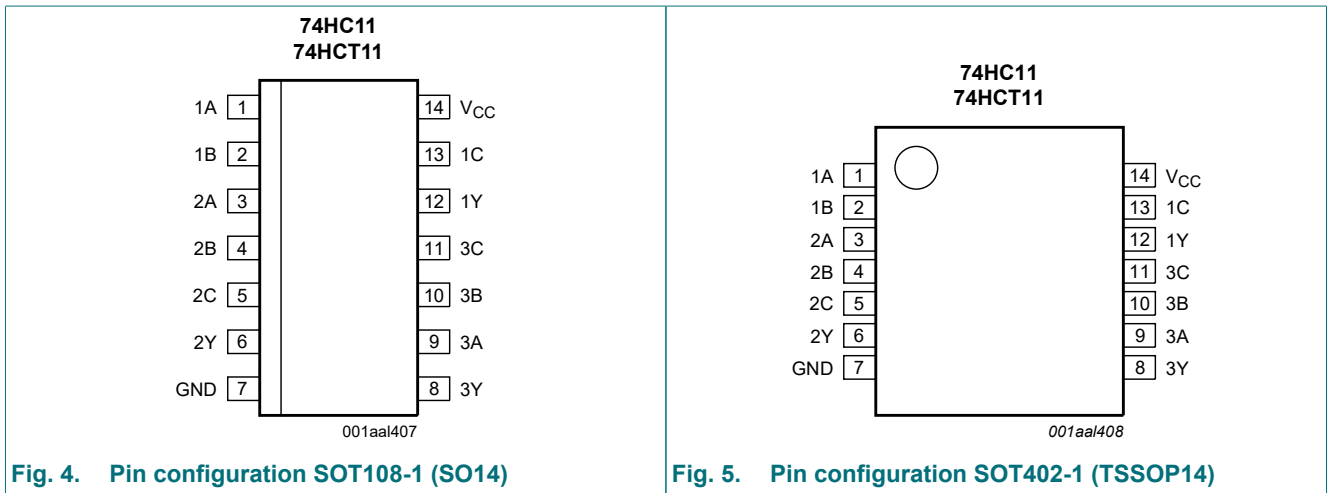 74HC11
74HCT11
1A 1 14 VCC
1B 2 13 1C
2A 3 12 1Y
2B 4 11 3C
2C 5 10 3B
2Y 6 9 3A
GND 7 8 3Y
001aal407
Fig. 4. Pin configuration SOT108-1 (SO14)
74HC11
74HCT11
1A 1 14 VCC
1B 2 13 1C
2A 3 12 1Y
2B 4 11 3C
2C 5 10 3B
2Y 6 9 3A
GND 7 8 3Y
001aal408
Fig. 5. Pin configuration SOT402-1 (TSSOP14)